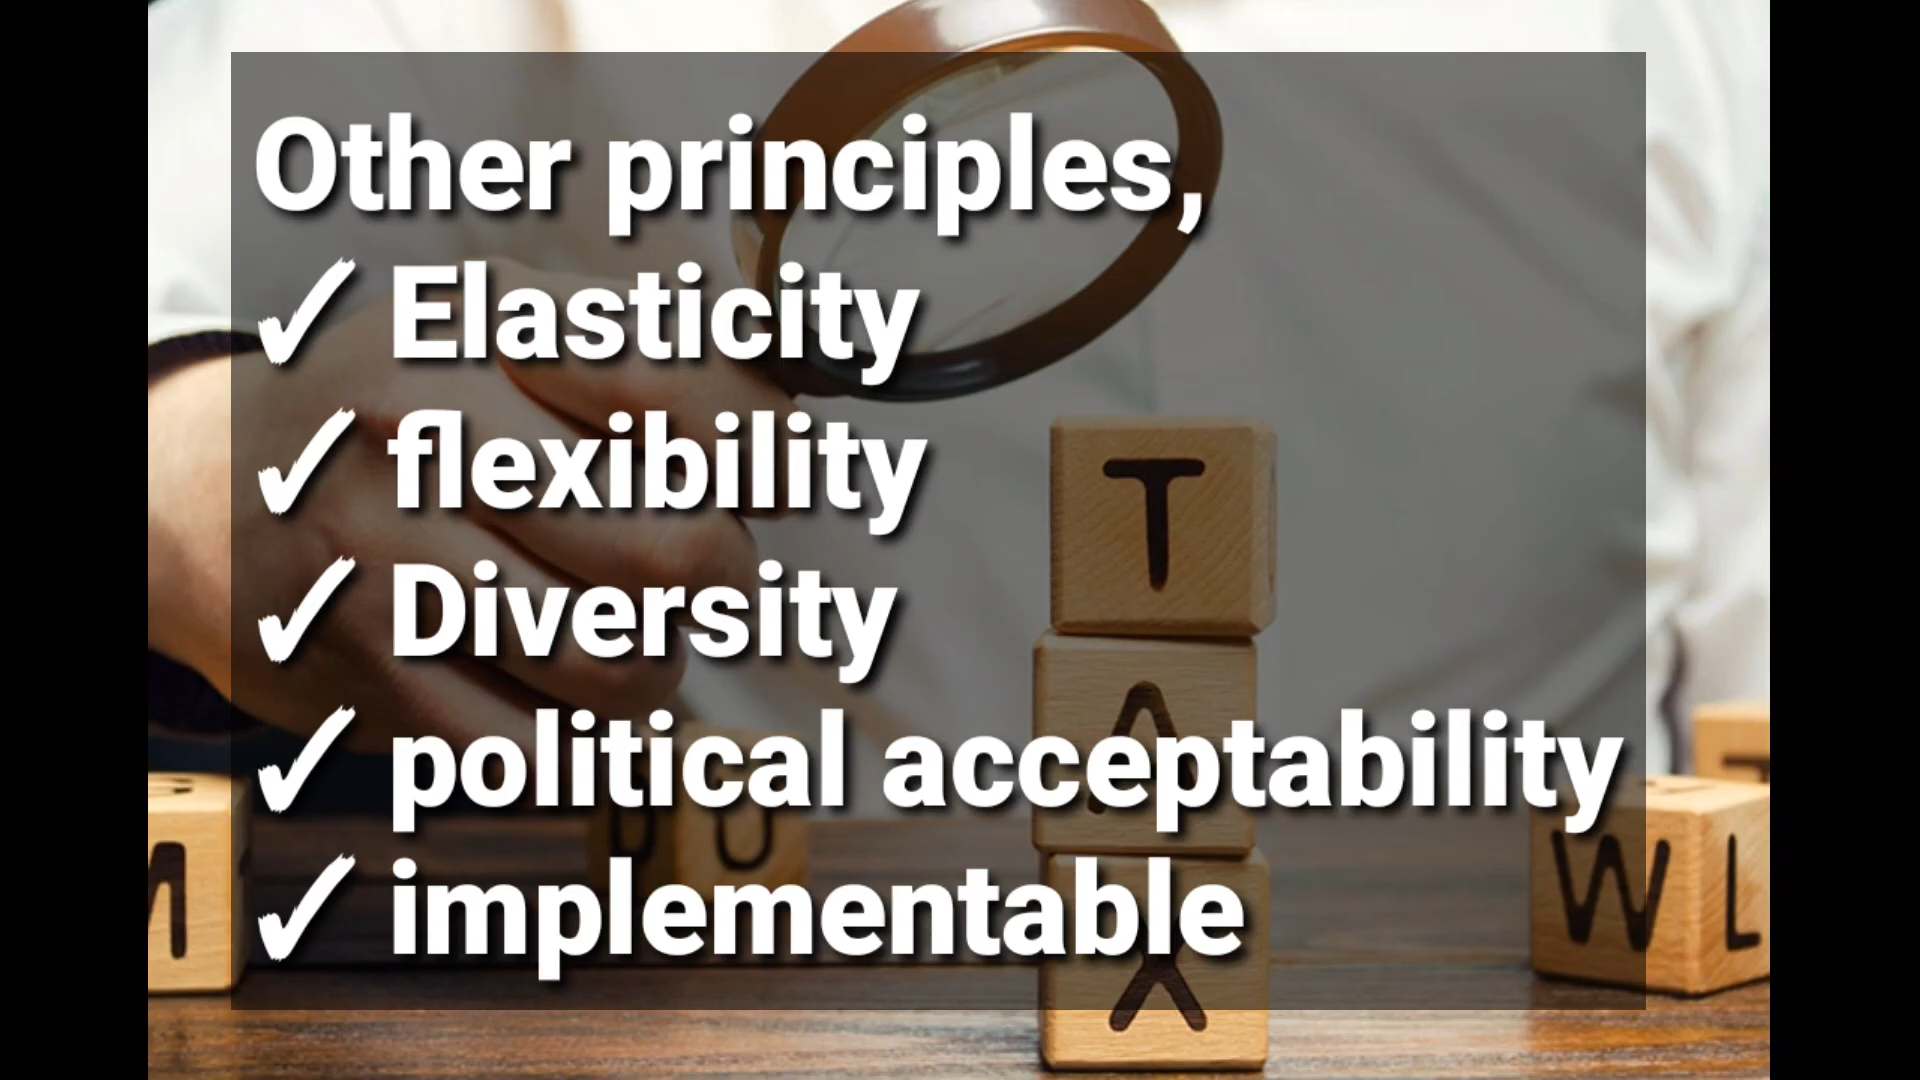 Other principles,
✓ Elasticity
✓ flexibility
✓ Diversity
✓ political acceptability
✓ implementable
T
A
X
M
D U
W L
T